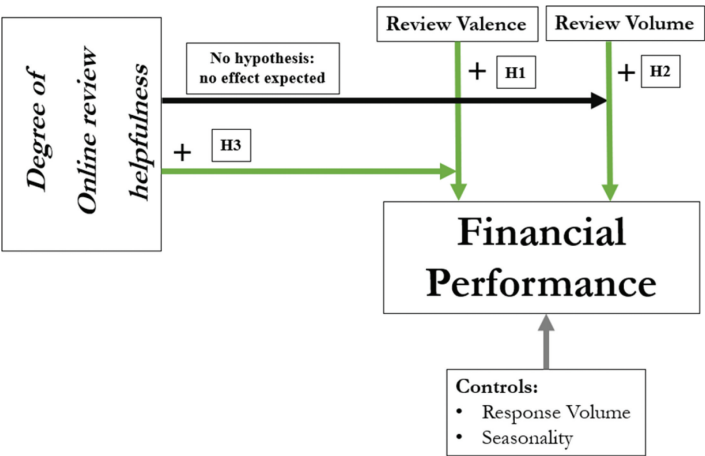 Review Valence
Review Volume
No hypothesis:
no effect expected
+ H1
+ H2
Degree of
Online review
helpfulness
+ H3
Financial
Performance
Controls:
• Response Volume
• Seasonality